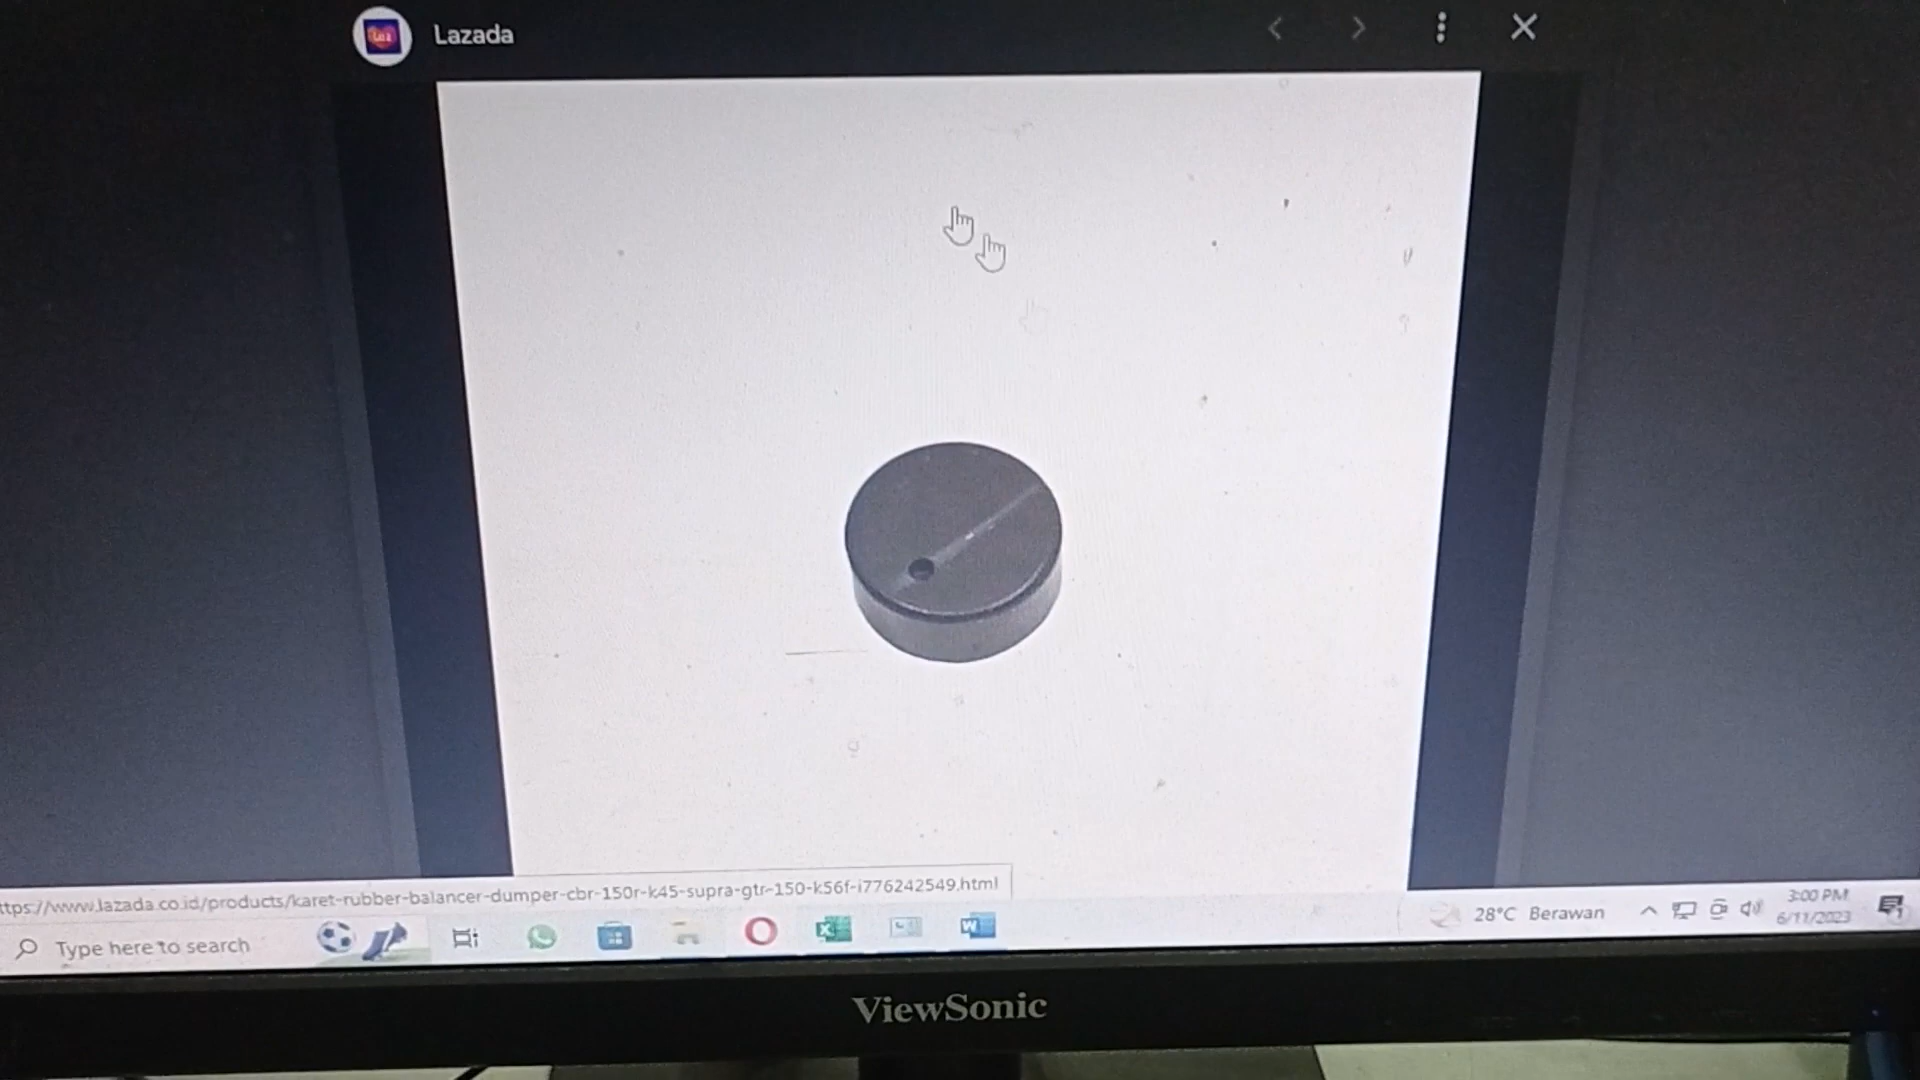 Lazada
ttps://www.lazada.co.id/products/karet-rubber-balancer-dumper-cbr-150r-k45-supra-gtr-150-k56f-i776242549.html
Type here to search
28°C Berawan
3:00 PM
6/11/2023
ViewSonic